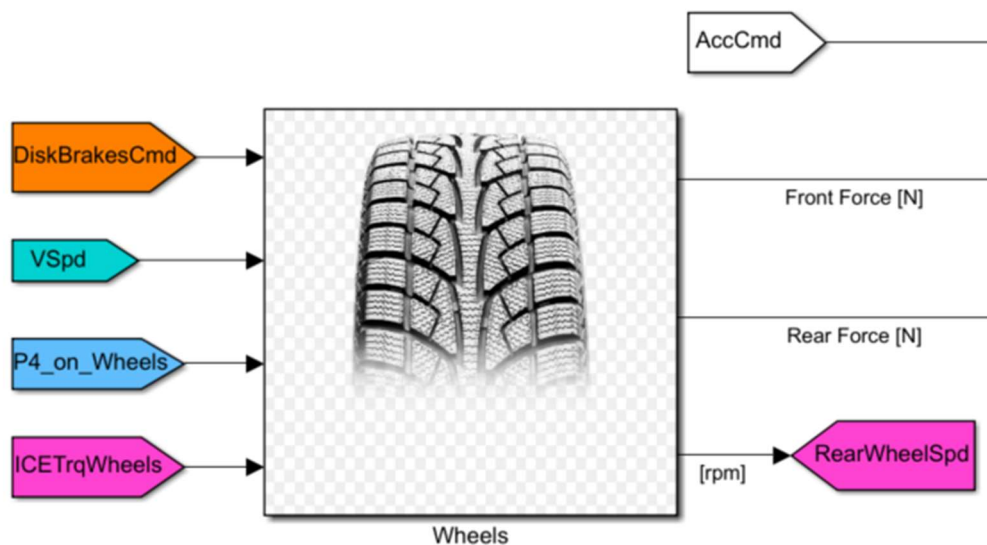 AccCmd
DiskBrakesCmd
Front Force [N]
VSpd
Rear Force [N]
P4_on_Wheels
ICETrqWheels
RearWheelSpd
[rpm]
Wheels